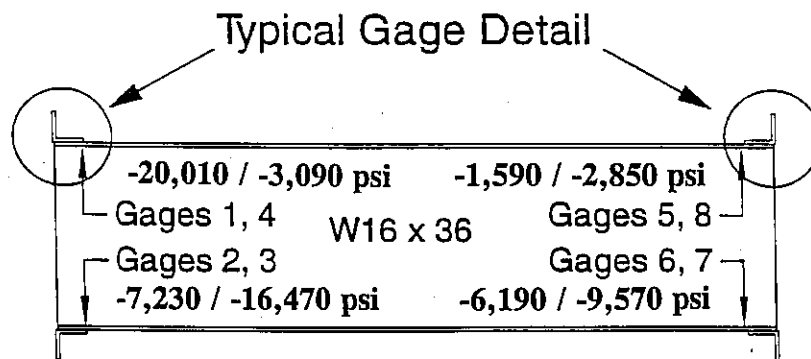 Typical Gage Detail
-20,010 / -3,090 psi -1,590 / -2,850 psi
Gages 1, 4 W16 x 36 Gages 5, 8
Gages 2, 3 Gages 6, 7
-7,230 / -16,470 psi -6,190 / -9,570 psi